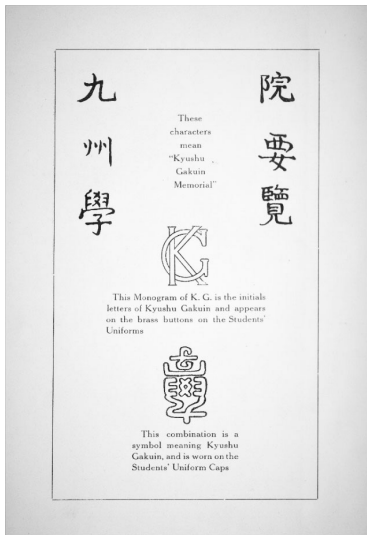 九州學
院要覽
These
characters
mean
"Kyushu
Gakuin
Memorial"
KG
This Monogram of K. G. is the initials
letters of Kyushu Gakuin and appears
on the brass buttons on the Students'
Uniforms
This combination is a
symbol meaning Kyushu
Gakuin, and is worn on the
Students' Uniform Caps